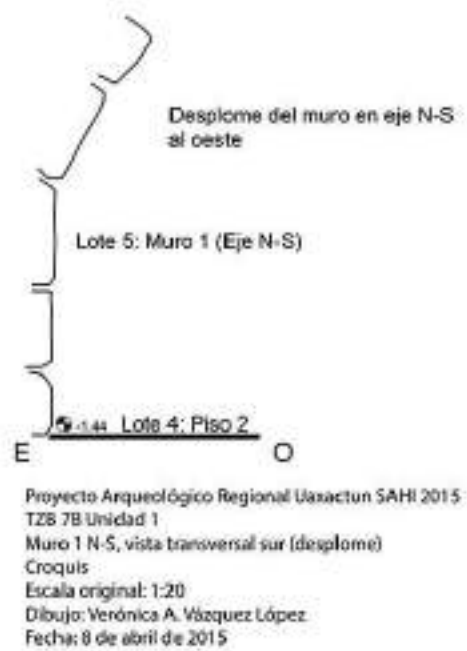 Desplome del muro en eje N-S
al oeste
Lote 5: Muro 1 (Eje N-S)
-1.44 Lote 4: Piso 2
E
O
Proyecto Arqueológico Regional Uaxactun SAHI 2015
TZB 7B Unidad 1
Muro 1 N-S, vista transversal sur (desplome)
Croquis
Escala original: 1:20
Dibujo: Verónica A. Vázquez López
Fecha: 8 de abril de 2015